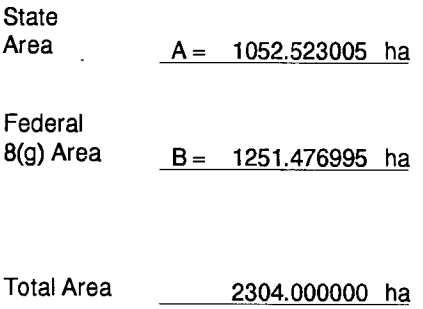 State
Area A = 1052.523005 ha
Federal
8(g) Area B = 1251.476995 ha
Total Area 2304.000000 ha